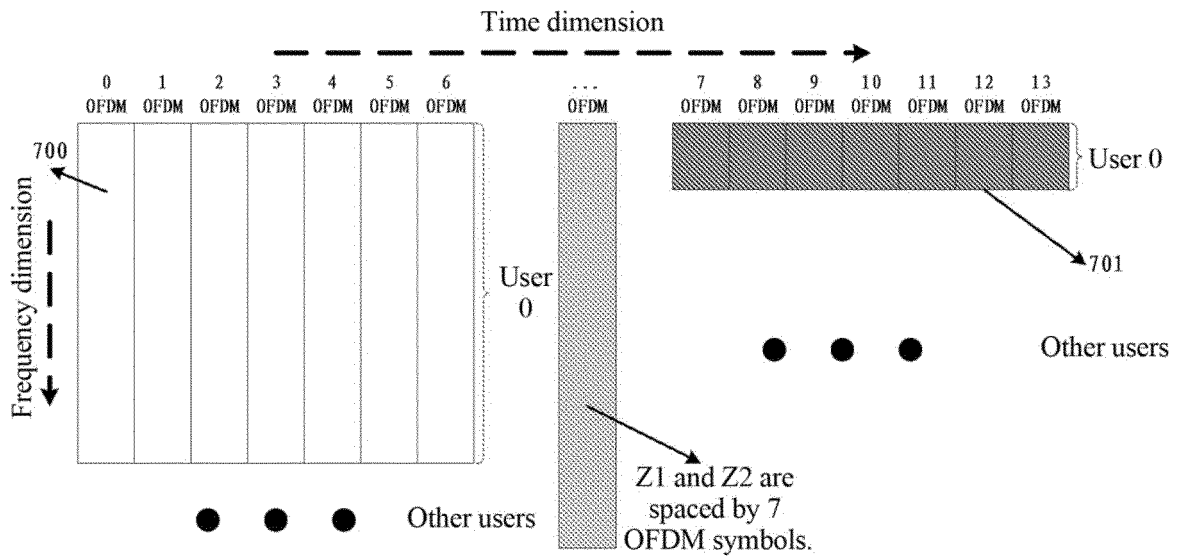 Time dimension
0 1 2 3 4 5 6 ... 7 8 9 10 11 12 13
OFDM OFDM OFDM OFDM OFDM OFDM OFDM OFDM OFDM OFDM OFDM OFDM OFDM OFDM OFDM
700
User 0
Frequency dimension
User
0
701
Other users
Z1 and Z2 are
spaced by 7
OFDM symbols.
Other users